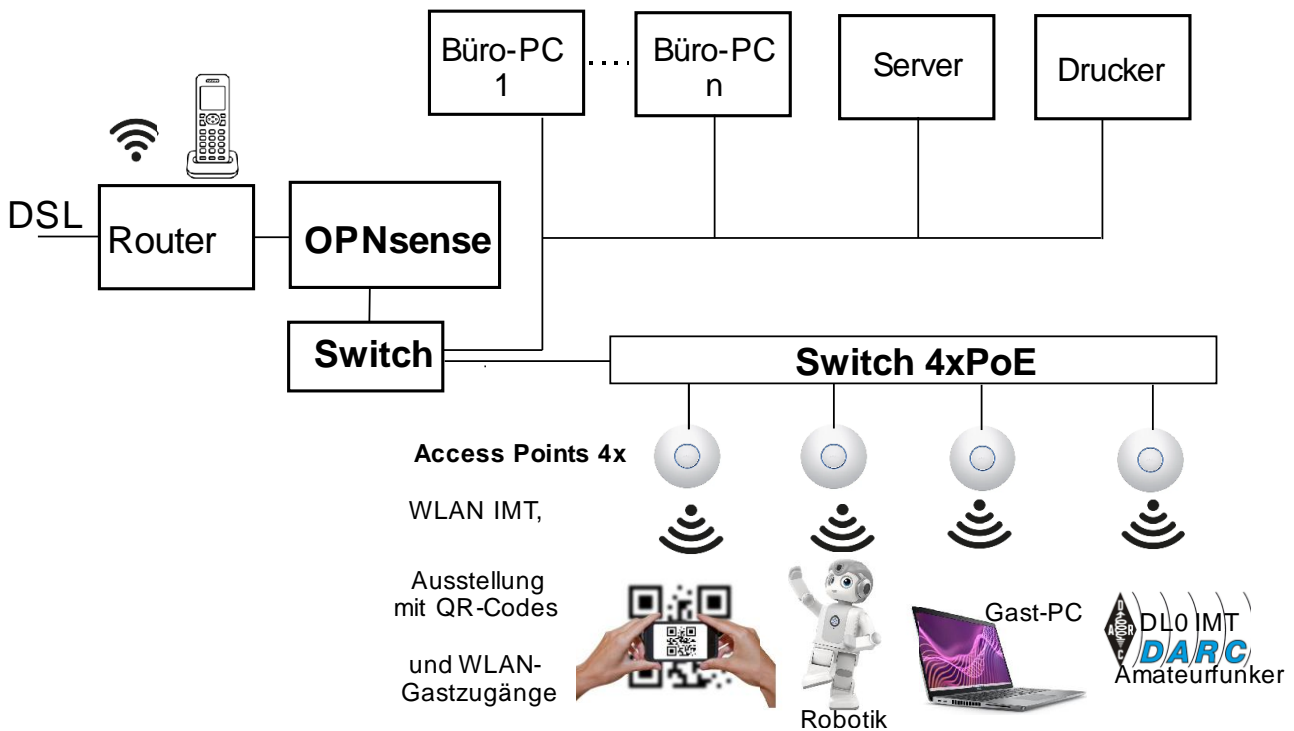 Büro-PC
1
.....
Büro-PC
n
Server
Drucker
DSL
Router
OPNsense
Switch
Switch 4xPoE
Access Points 4x
WLAN IMT,
Ausstellung
mit QR-Codes
und WLAN-
Gastzugänge
Robotik
Gast-PC
D
A R
C
DL0 IMT
DARC
Amateurfunker